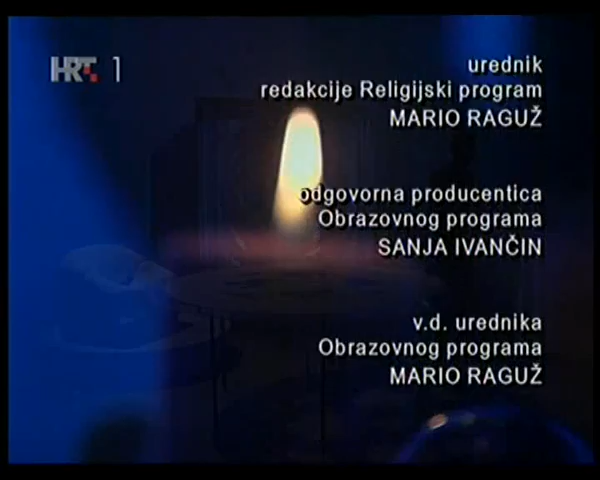 HRT 1
urednik
redakcije Religijski program
MARIO RAGUŽ
odgovorna producentica
Obrazovnog programa
SANJA IVANČIN
v.d. urednika
Obrazovnog programa
MARIO RAGUŽ